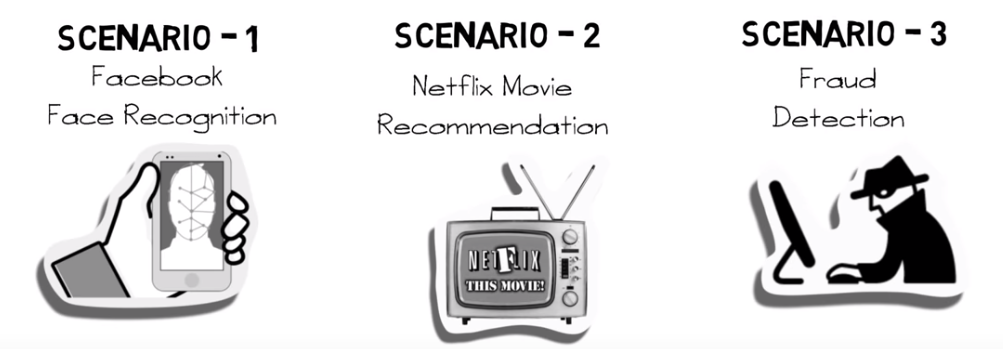 SCENARIO - 1
Facebook
Face Recognition
SCENARIO - 2
Netflix Movie
Recommendation
NETFLIX
THIS MOVIE!
SCENARIO - 3
Fraud
Detection